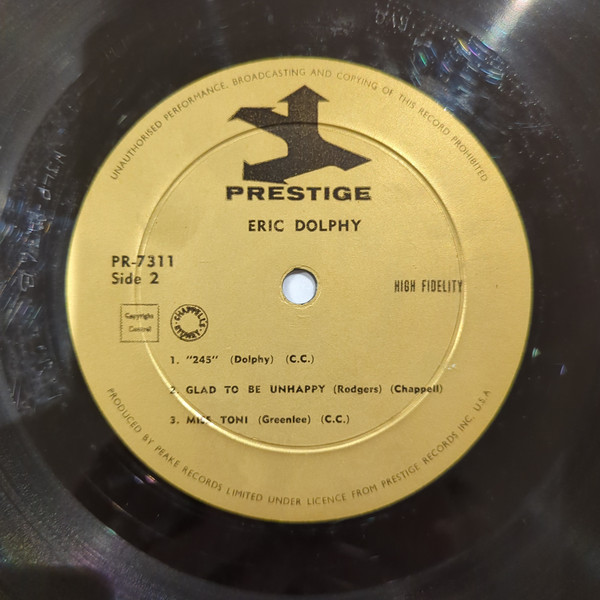 UNAUTHORISED PERFORMANCE, BROADCASTING AND COPYING OF THIS RECORD PROHIBITED
PRESTIGE
ERIC DOLPHY
PR-7311
Side 2
HIGH FIDELITY
Copyright
Control
CHAPPELL'S SYDNEY
1. "245" (Dolphy) (C.C.)
2. GLAD TO BE UNHAPPY (Rodgers) (Chappell)
3. MISS TONI (Greenlee) (C.C.)
PRODUCED BY PEAKE RECORDS LIMITED UNDER LICENCE FROM PRESTIGE RECORDS INC. U.S.A